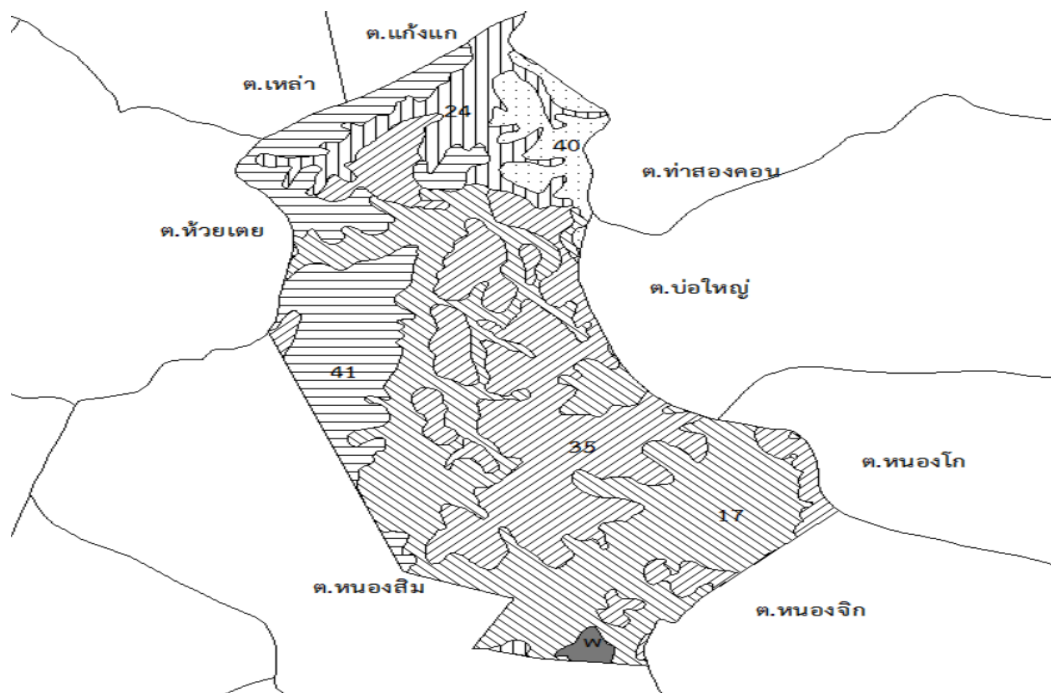 ต.แก้งแก
ต.เหล่า
24
40
ต.ท่าสองคอน
ต.ห้วยเตย
ต.บ่อใหญ่
41
35
ต.หนองโก
17
ต.หนองสิม
ต.หนองจิก
W